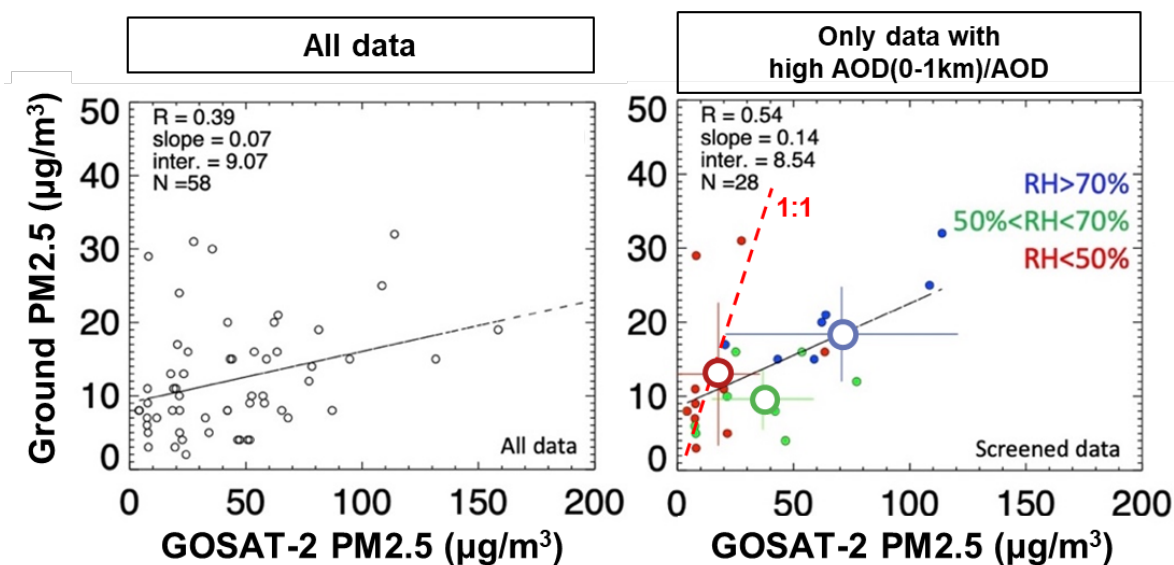 All data
Only data with
high AOD(0-1km)/AOD
Ground PM2.5 (μg/m³)
50
40
30
20
10
0
R = 0.39
slope = 0.07
inter. = 9.07
N =58
All data
0 50 100 150 200
GOSAT-2 PM2.5 (μg/m³)
50
40
30
20
10
0
R = 0.54
slope = 0.14
inter. = 8.54
N =28
1:1
RH>70%
50%<RH<70%
RH<50%
Screened data
0 50 100 150 200
GOSAT-2 PM2.5 (μg/m³)